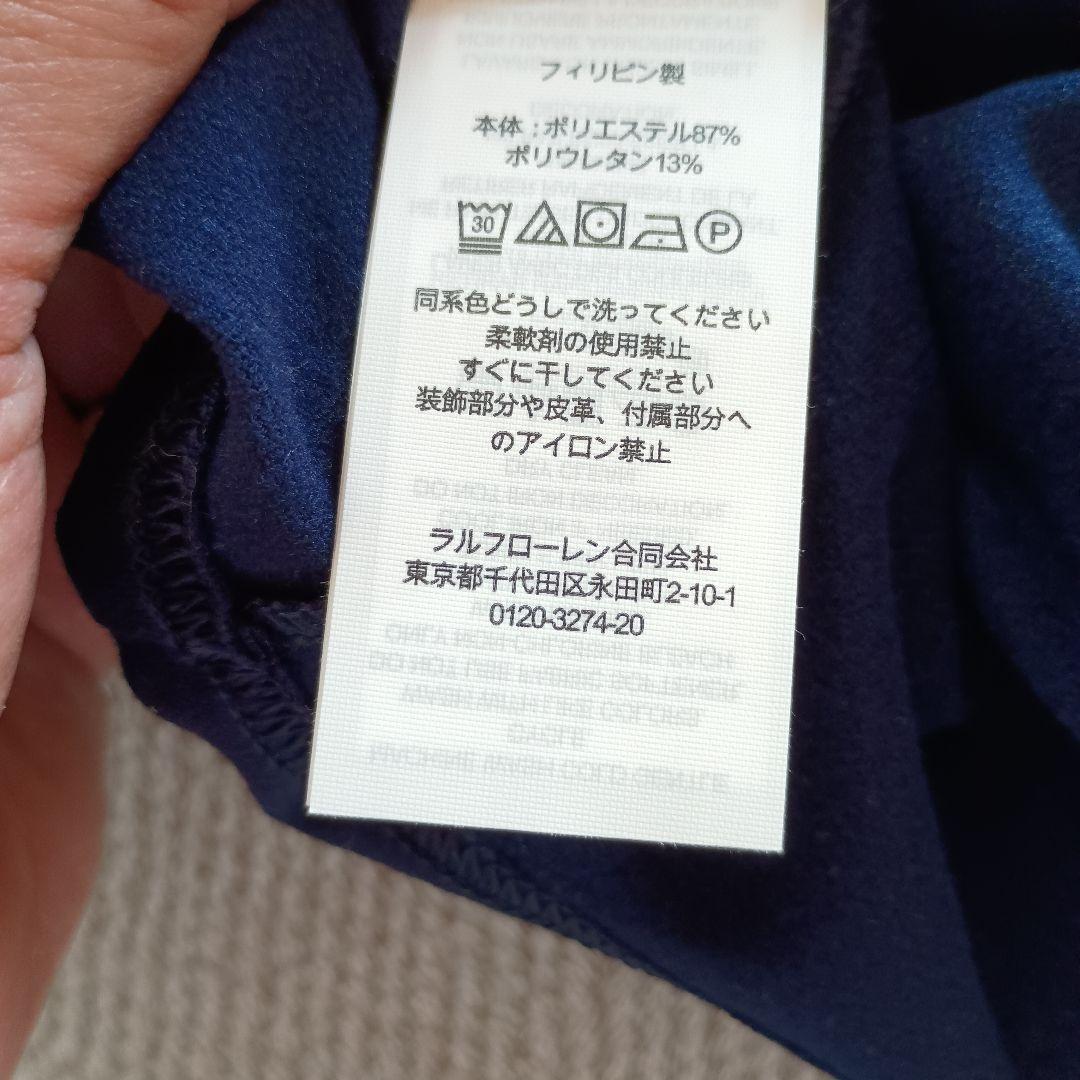 フィリピン製
本体 : ポリエステル87%
ポリウレタン13%
30
P
同系色どうしで洗ってください
柔軟剤の使用禁止
すぐに干してください
装飾部分や皮革、付属部分へ
のアイロン禁止
ラルフローレン合同会社
東京都千代田区永田町2-10-1
0120-3274-20